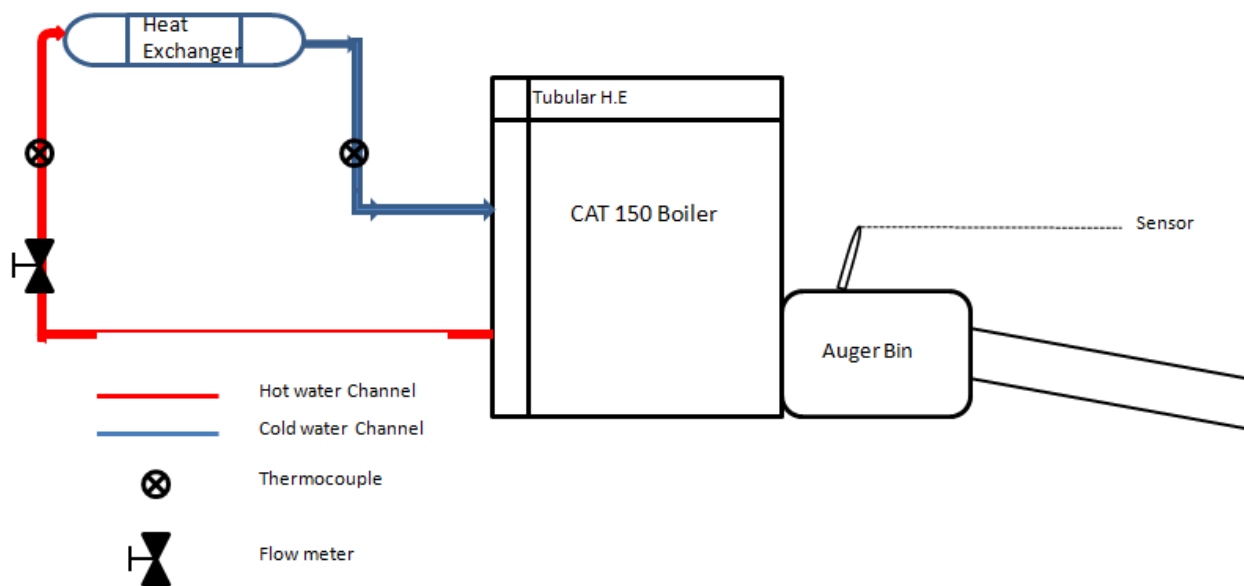 Heat
Exchanger
Tubular H.E
CAT 150 Boiler
Sensor
Auger Bin
Hot water Channel
Cold water Channel
Thermocouple
Flow meter